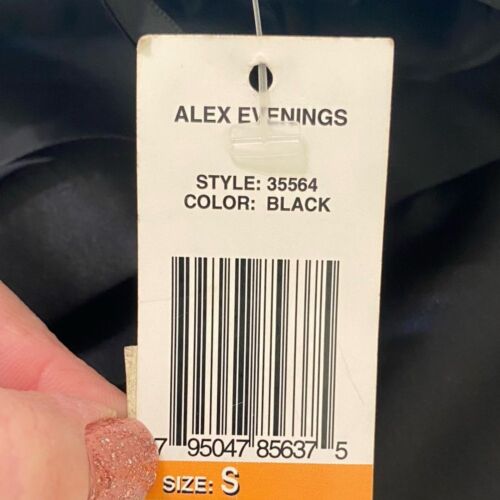 ALEX EVENINGS
STYLE: 35564
COLOR: BLACK
7 95047 85637 5
SIZE: S